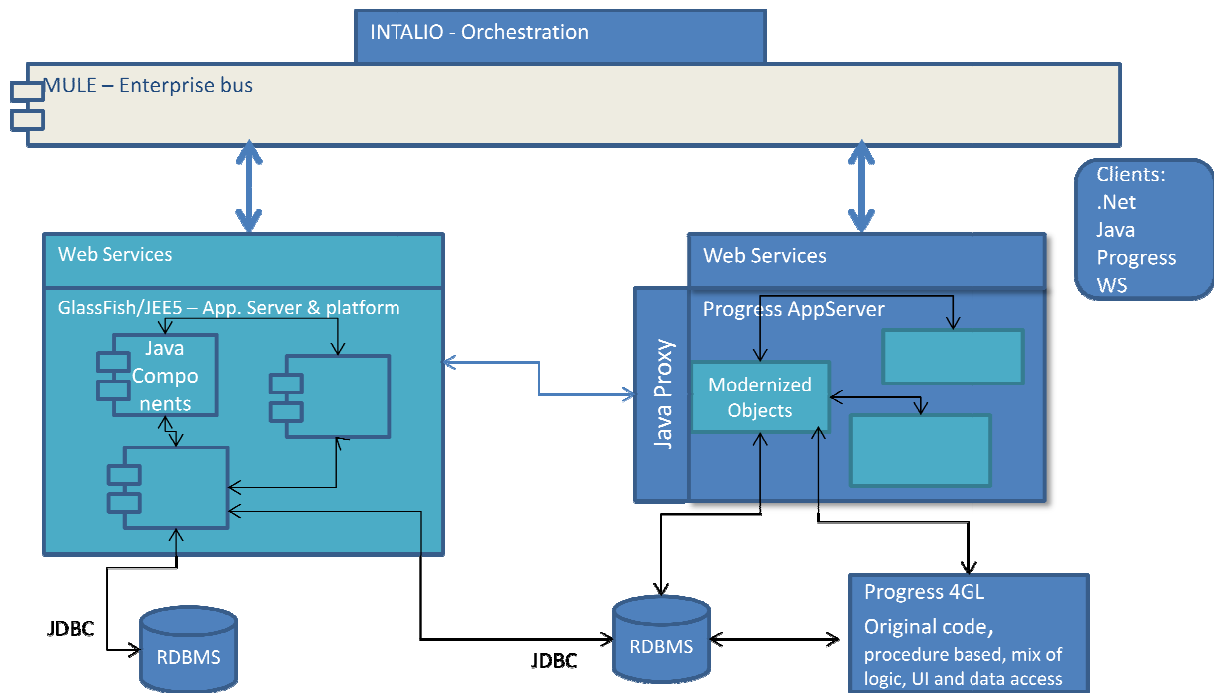 INTALIO - Orchestration
MULE – Enterprise bus
Clients:
.Net
Java
Progress
WS
Web Services
GlassFish/JEE5 – App. Server & platform
Java
Compo
nents
Web Services
Java Proxy
Progress AppServer
Modernized
Objects
JDBC
RDBMS
JDBC
RDBMS
Progress 4GL
Original code,
procedure based, mix of
logic, UI and data access